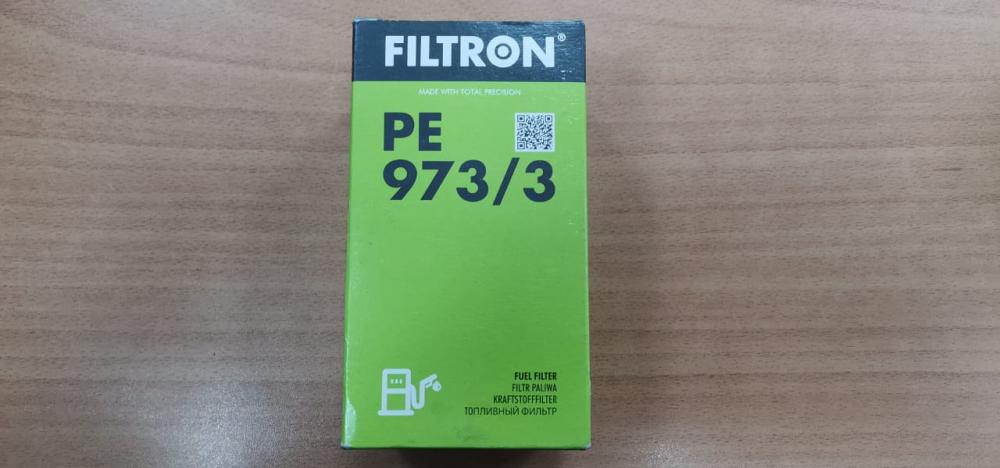 FILTRON®
MADE WITH TOTAL PRECISION
PE
973/3
FUEL FILTER
FILTR PALIWA
KRAFTSTOFFFILTER
ТОПЛИВНЫЙ ФИЛЬТР